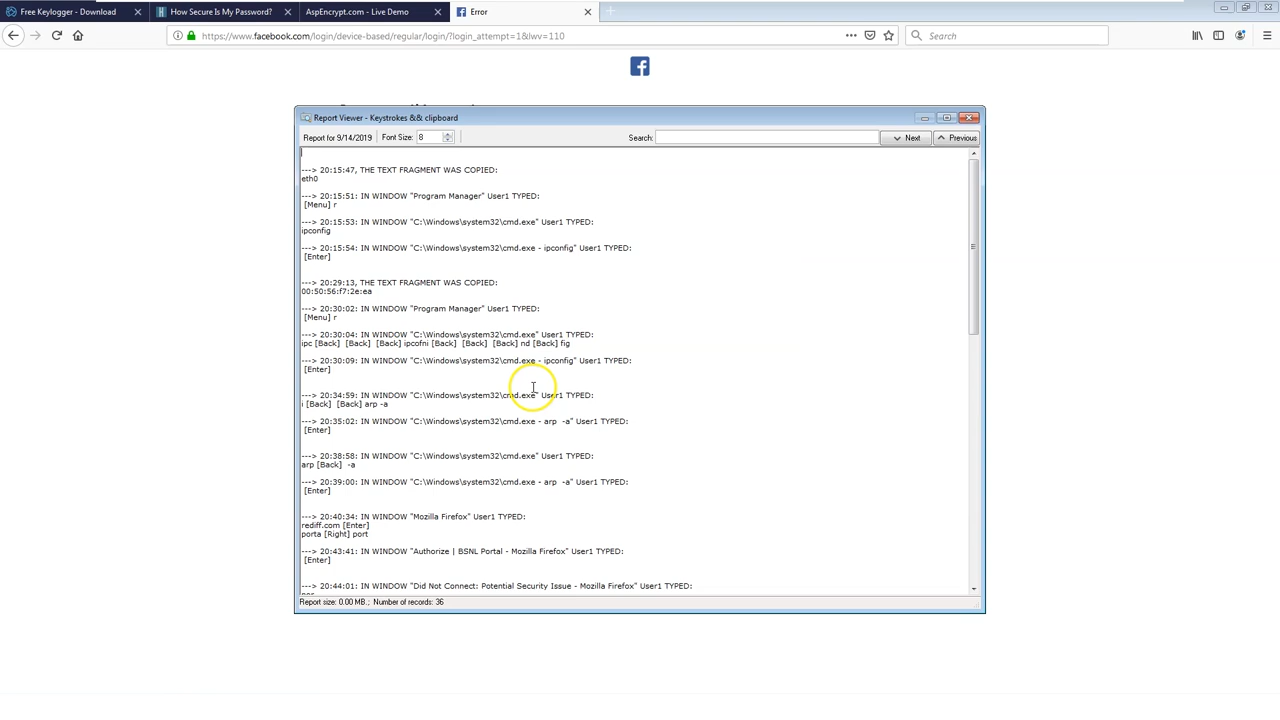 Free Keylogger - Download
How Secure Is My Password?
AspEncrypt.com - Live Demo
Error
https://www.facebook.com/login/device-based/regular/login/?login_attempt=1&lwv=110
Search
Report Viewer - Keystrokes && clipboard
Report for 9/14/2019 Font Size: 8 Search: Next Previous
---> 20:15:47, THE TEXT FRAGMENT WAS COPIED:
eth0
---> 20:15:51: IN WINDOW "Program Manager" User1 TYPED:
[Menu] r
---> 20:15:53: IN WINDOW "C:\Windows\system32\cmd.exe" User1 TYPED:
ipconfig
---> 20:15:54: IN WINDOW "C:\Windows\system32\cmd.exe - ipconfig" User1 TYPED:
[Enter]
---> 20:29:13, THE TEXT FRAGMENT WAS COPIED:
00:50:56:f7:2e:ea
---> 20:30:02: IN WINDOW "Program Manager" User1 TYPED:
[Menu] r
---> 20:30:04: IN WINDOW "C:\Windows\system32\cmd.exe" User1 TYPED:
ipc [Back] [Back] [Back] ipcofni [Back] [Back] [Back] nd [Back] fig
---> 20:30:09: IN WINDOW "C:\Windows\system32\cmd.exe - ipconfig" User1 TYPED:
[Enter]
---> 20:34:59: IN WINDOW "C:\Windows\system32\cmd.exe" User1 TYPED:
i [Back] [Back] arp -a
---> 20:35:02: IN WINDOW "C:\Windows\system32\cmd.exe - arp -a" User1 TYPED:
[Enter]
---> 20:38:58: IN WINDOW "C:\Windows\system32\cmd.exe" User1 TYPED:
arp [Back] -a
---> 20:39:00: IN WINDOW "C:\Windows\system32\cmd.exe - arp -a" User1 TYPED:
[Enter]
---> 20:40:34: IN WINDOW "Mozilla Firefox" User1 TYPED:
rediff.com [Enter]
porta [Right] port
---> 20:43:41: IN WINDOW "Authorize | BSNL Portal - Mozilla Firefox" User1 TYPED:
[Enter]
---> 20:44:01: IN WINDOW "Did Not Connect: Potential Security Issue - Mozilla Firefox" User1 TYPED:
Report size: 0.00 MB.; Number of records: 36